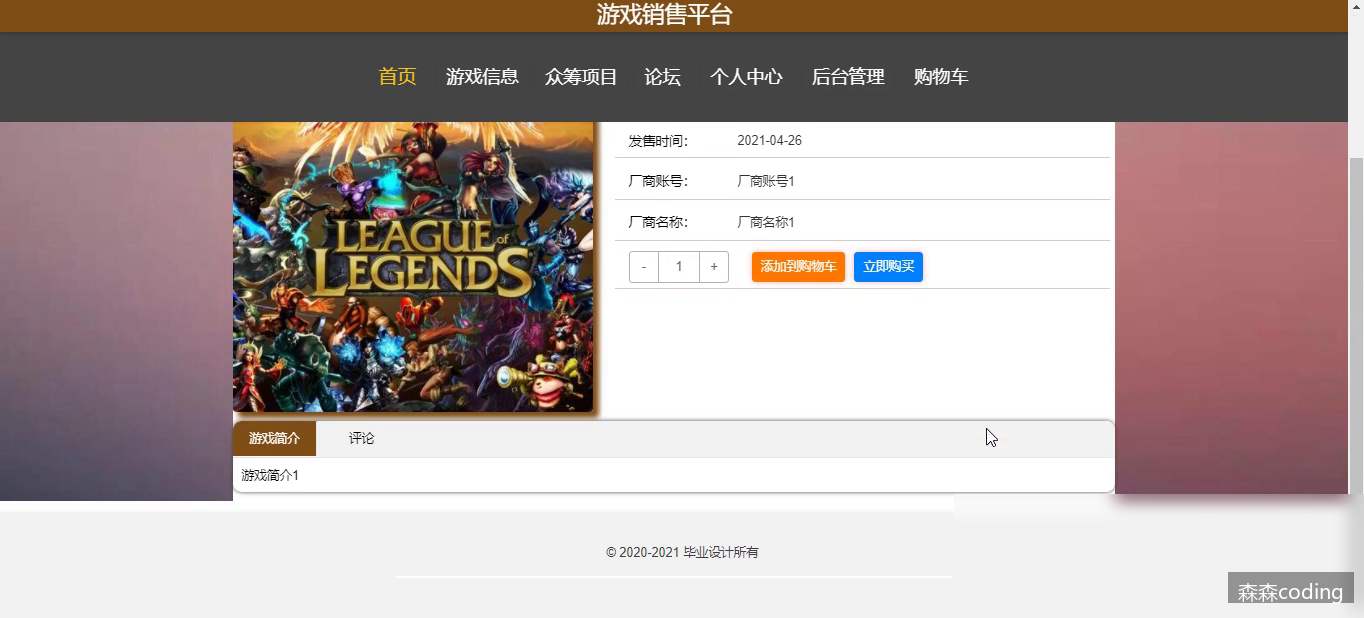 游戏销售平台
首页 游戏信息 众筹项目 论坛 个人中心 后台管理 购物车
LEAGUE of LEGENDS
发售时间： 2021-04-26
厂商账号： 厂商账号1
厂商名称： 厂商名称1
- 1 + 添加到购物车 立即购买
游戏简介 评论
游戏简介1
© 2020-2021 毕业设计所有
森森coding